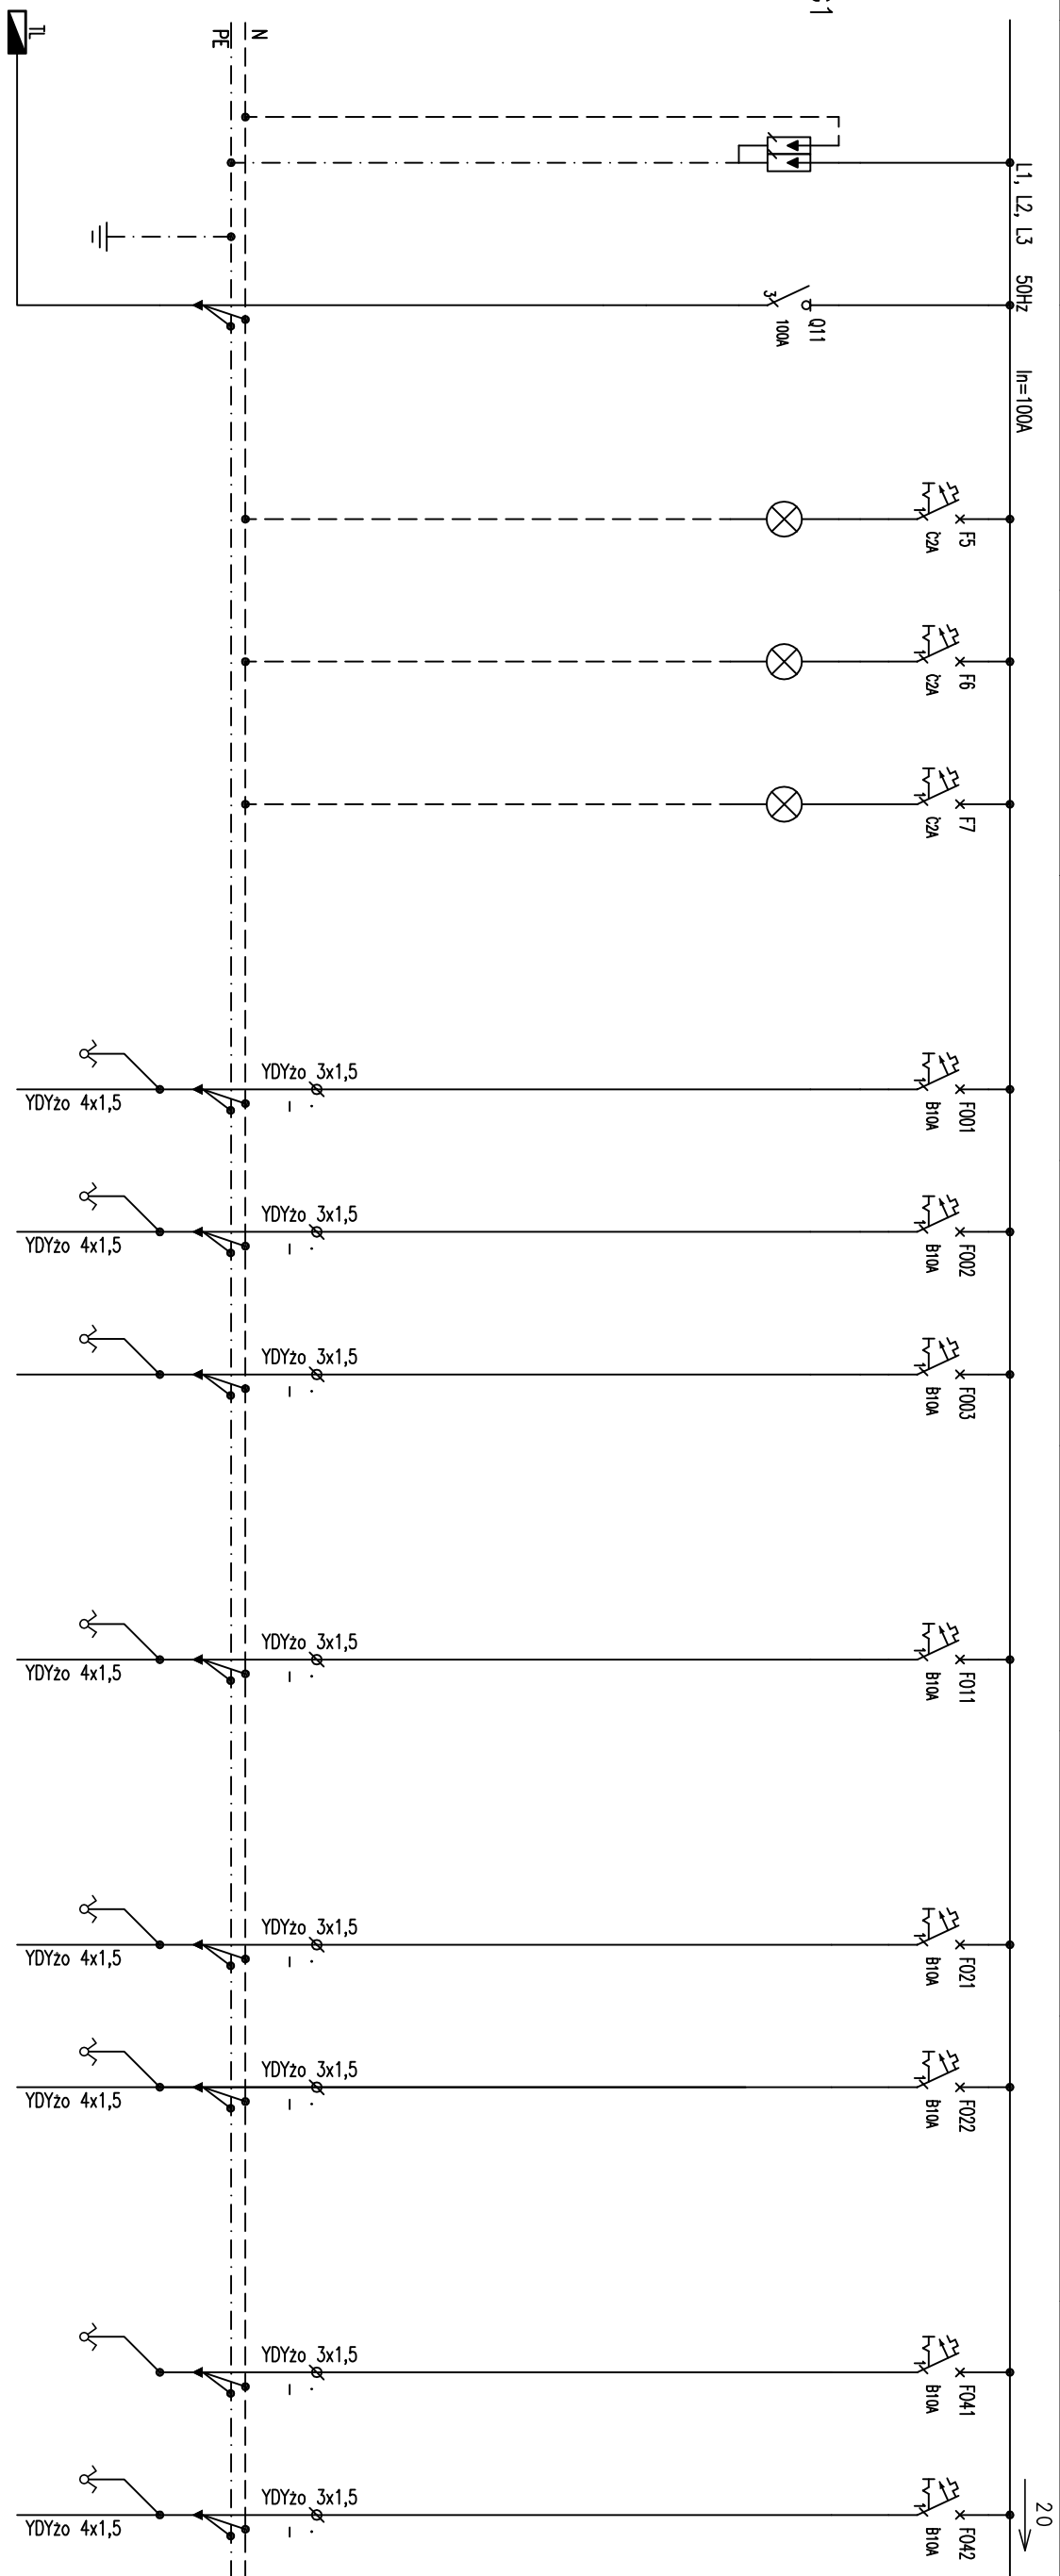 L1, L2, L3 50Hz In=100A
N
PE
TL
Q11
100A
F5
C2A
F6
C2A
F7
C2A
F001
B10A
YDYżo 3x1,5
YDYżo 4x1,5
F002
B10A
YDYżo 3x1,5
YDYżo 4x1,5
F003
B10A
YDYżo 3x1,5
F011
B10A
YDYżo 3x1,5
YDYżo 4x1,5
F021
B10A
YDYżo 3x1,5
YDYżo 4x1,5
F022
B10A
YDYżo 3x1,5
YDYżo 4x1,5
F041
B10A
YDYżo 3x1,5
F042
B10A
YDYżo 3x1,5
YDYżo 4x1,5
20